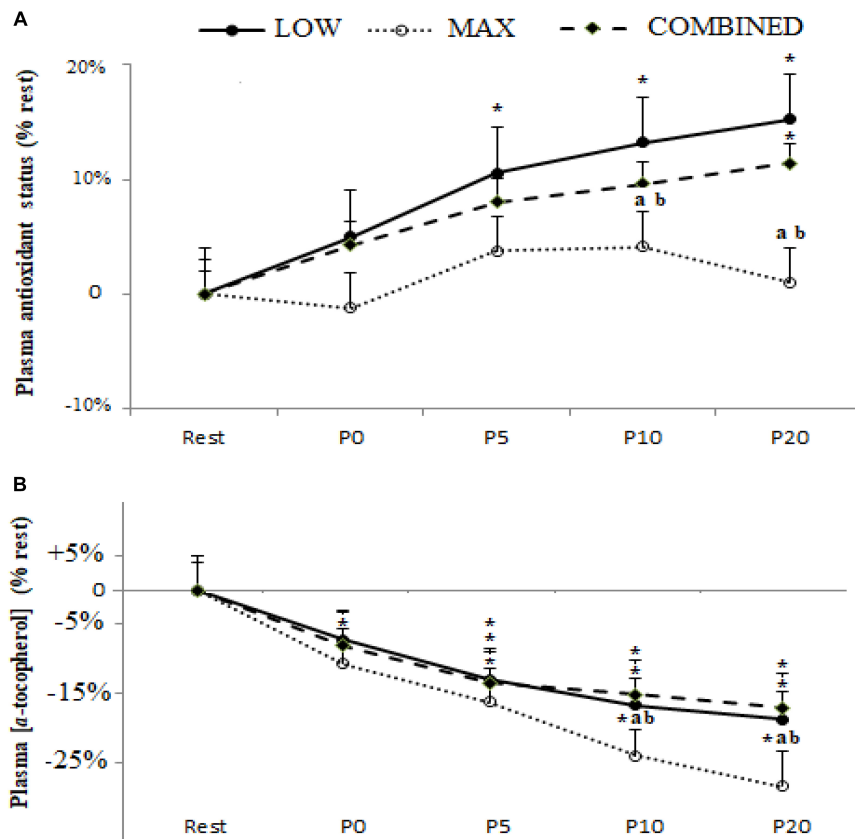 A
LOW MAX COMBINED
Plasma antioxidant status (% rest)
20%
10%
0
-10%
* * *
*
a b
a b
Rest P0 P5 P10 P20
B
Plasma [a-tocopherol] (% rest)
+5%
0
-5%
-15%
-25%
*
*
*
*
* *
* *
* *
*ab
*ab
Rest P0 P5 P10 P20